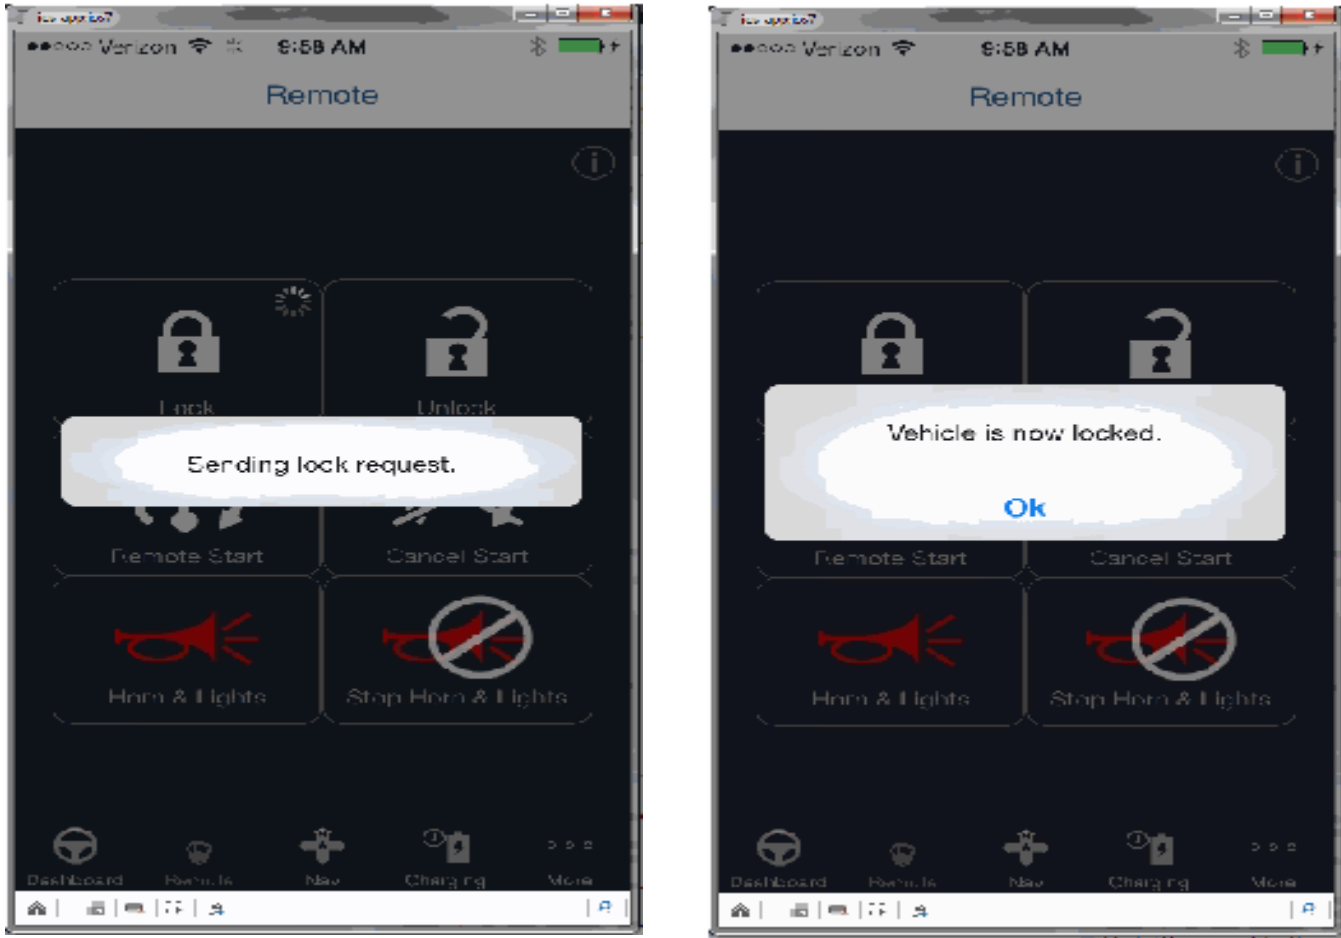 Verizon 9:58 AM
Remote
i
Lock Unlock
Sending lock request.
Remote Start Cancel Start
Horn & Lights Stop Horn & Lights
Dashboard Remote Nav Charging More
Verizon 9:58 AM
Remote
i
Vehicle is now locked.
Ok
Remote Start Cancel Start
Horn & Lights Stop Horn & Lights
Dashboard Remote Nav Charging More